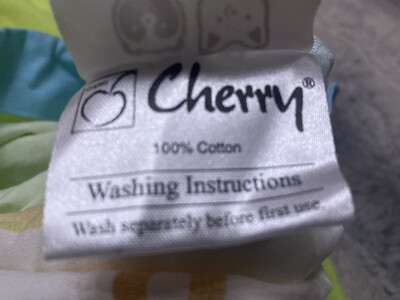 Cherry®
100% Cotton
Washing Instructions
Wash separately before first use.